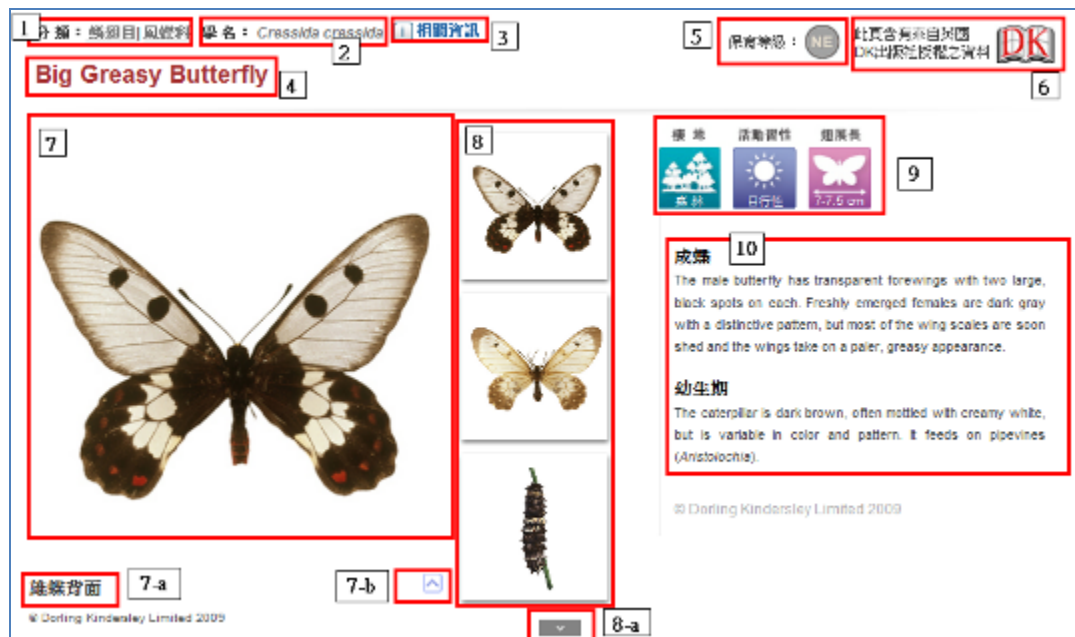 1
分類：鱗翅目| 鳳蝶科
學名： Cressida cressida
2
i 相關資訊
3
5
保育等級： NE
此頁含有來自英國
DK出版社授權之資料
DK
6
Big Greasy Butterfly
4
7
8
棲 地 活動習性 翅展長
森 林 日行性 7-7.5 cm
9
10
成蝶
The male butterfly has transparent forewings with two large,
black spots on each. Freshly emerged females are dark gray
with a distinctive pattern, but most of the wing scales are soon
shed and the wings take on a paler, greasy appearance.
幼生期
The caterpillar is dark brown, often mottled with creamy white,
but is variable in color and pattern. It feeds on pipevines
(Aristolochia).
© Dorling Kindersley Limited 2009
雄蝶背面
7-a
7-b
© Dorling Kindersley Limited 2009
8-a